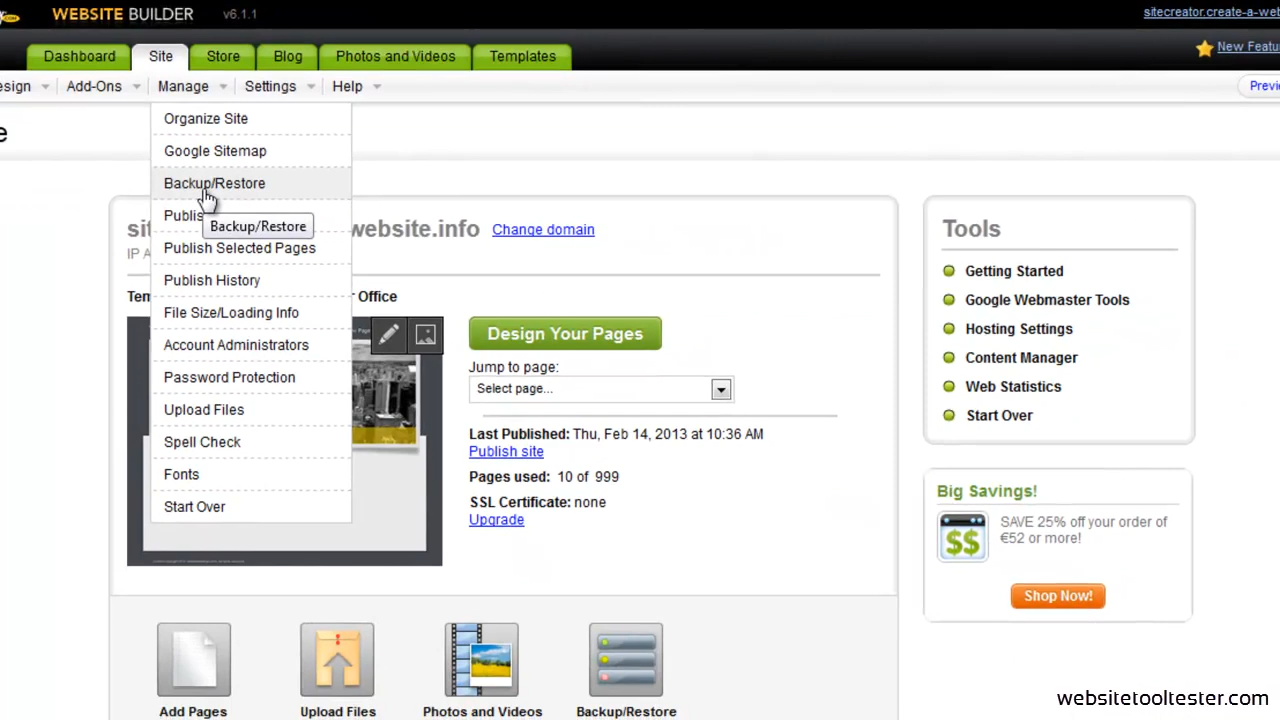 .COM WEBSITE BUILDER v6.1.1
sitecreator.create-a-web
Dashboard Site Store Blog Photos and Videos Templates
New Featu
esign Add-Ons Manage Settings Help
Previ
e
Organize Site
Google Sitemap
Backup/Restore
Publis
Backup/Restore
Publish Selected Pages
Publish History
File Size/Loading Info
Account Administrators
Password Protection
Upload Files
Spell Check
Fonts
Start Over
sit
website.info Change domain
IP A
Tem
r Office
Design Your Pages
Jump to page:
Select page...
Last Published: Thu, Feb 14, 2013 at 10:36 AM
Publish site
Pages used: 10 of 999
SSL Certificate: none
Upgrade
Tools
Getting Started
Google Webmaster Tools
Hosting Settings
Content Manager
Web Statistics
Start Over
Big Savings!
$$
SAVE 25% off your order of
€52 or more!
Shop Now!
Add Pages
Upload Files
Photos and Videos
Backup/Restore
websitetooltester.com